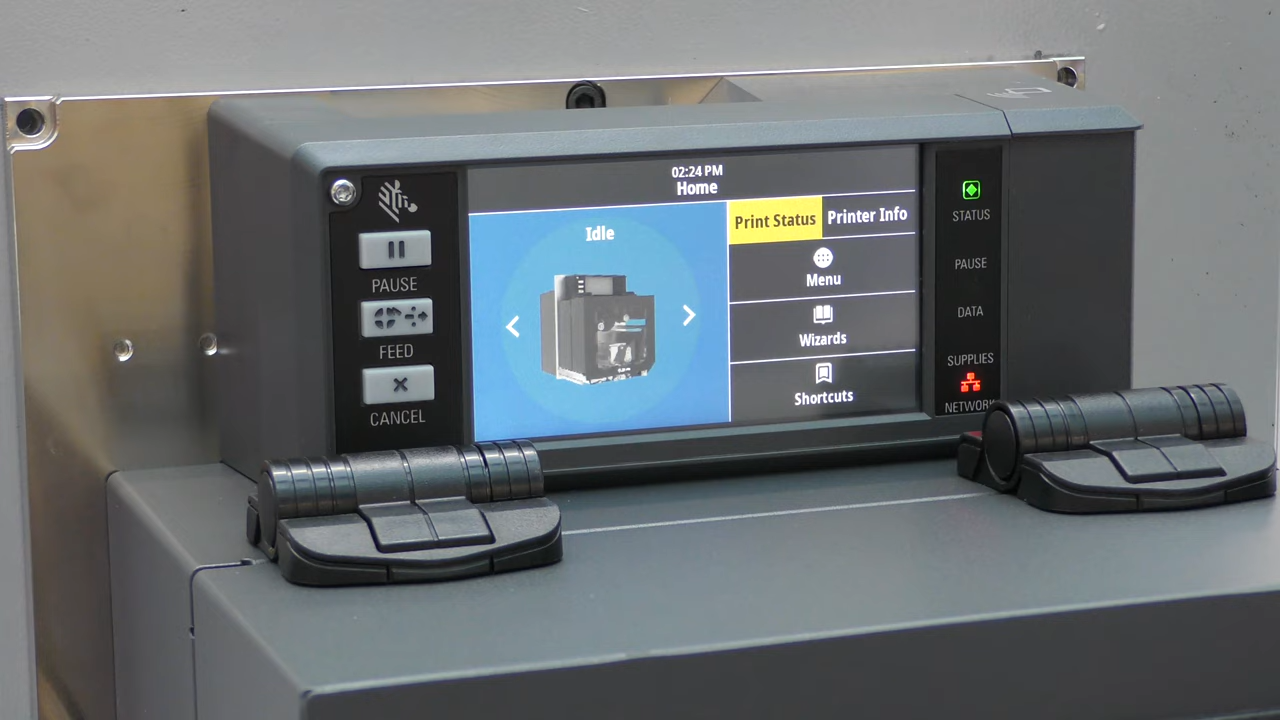 02:24 PM
Home
Idle
Print Status
Printer Info
Menu
Wizards
Shortcuts
PAUSE
FEED
CANCEL
STATUS
PAUSE
DATA
SUPPLIES
NETWORK